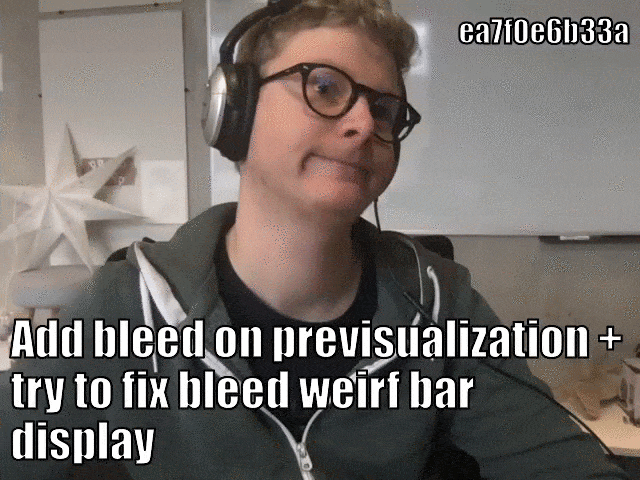 ea7f0e6b33a
Add bleed on previsualization +
try to fix bleed weirf bar
display